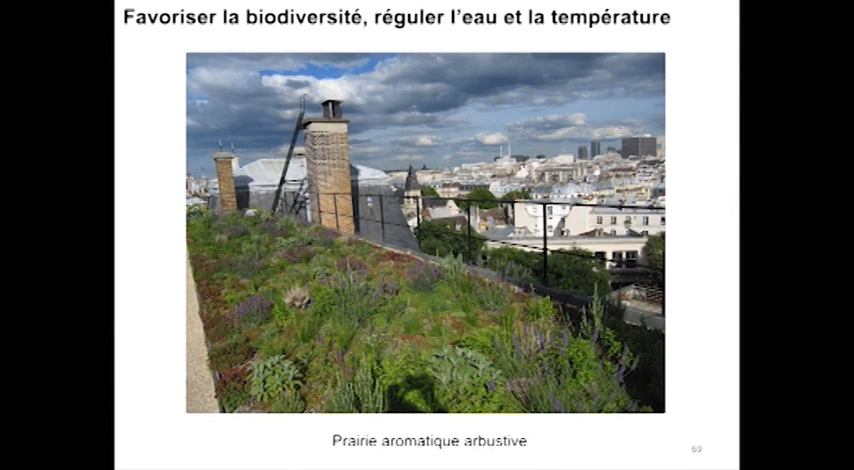 Favoriser la biodiversité, réguler l'eau et la température
Prairie aromatique arbustive